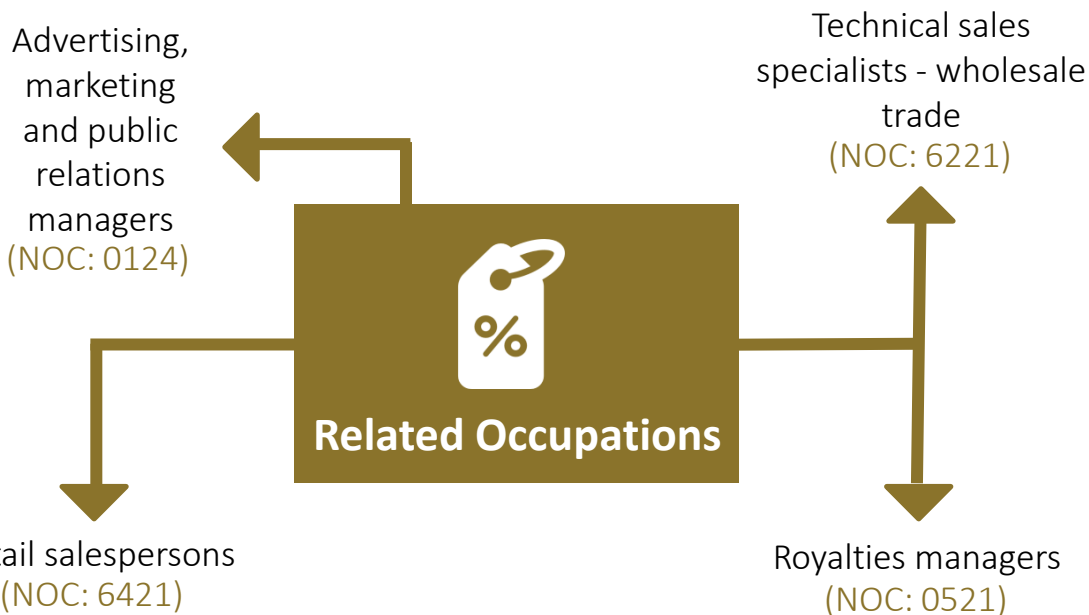 Advertising,
marketing
and public
relations
managers
(NOC: 0124)
Technical sales
specialists - wholesale
trade
(NOC: 6221)
%
Related Occupations
tail salespersons
(NOC: 6421)
Royalties managers
(NOC: 0521)